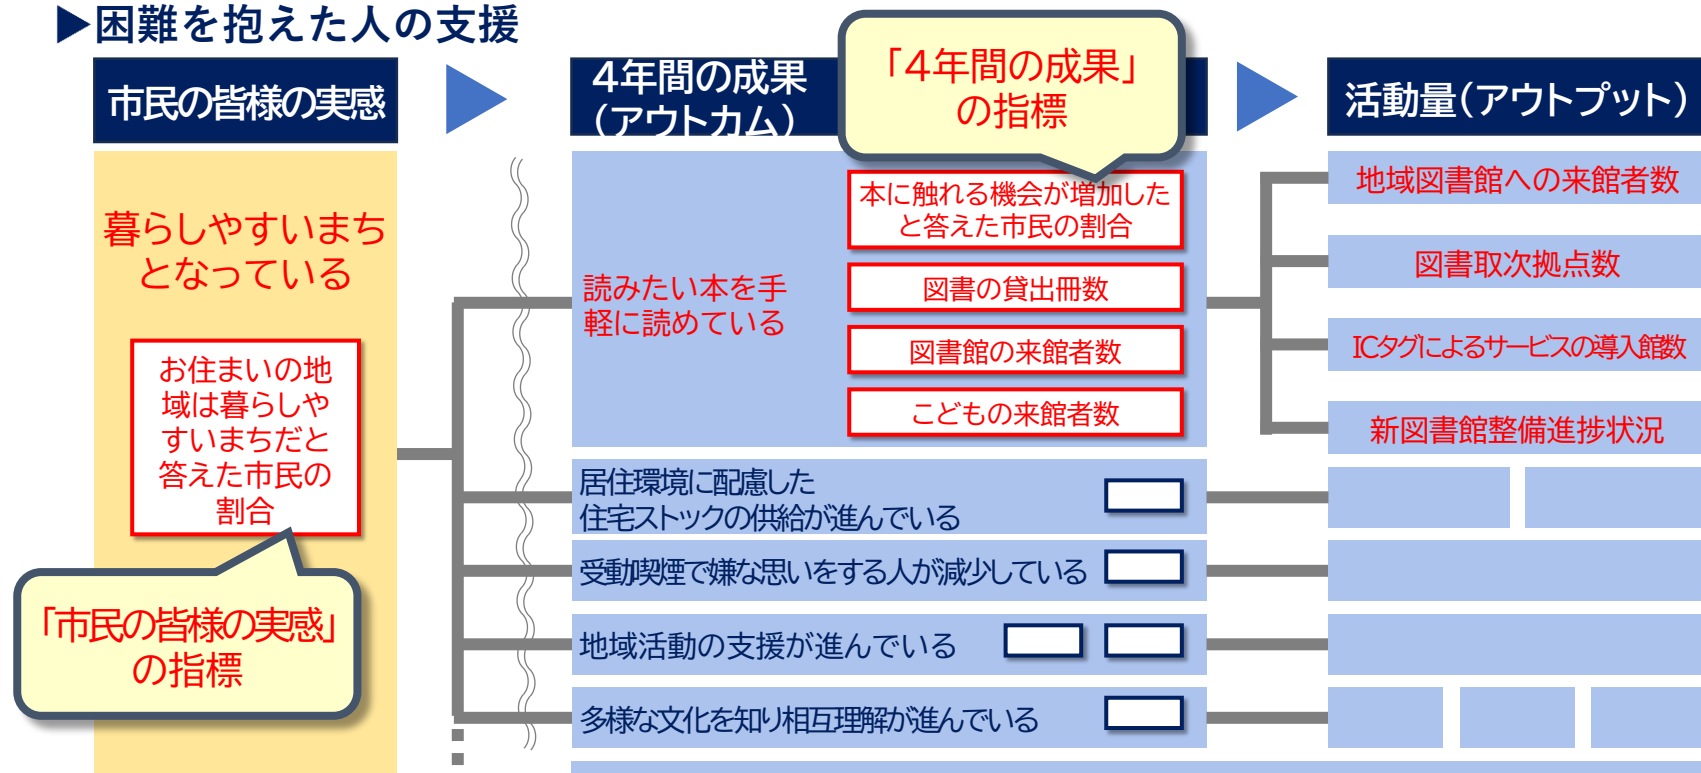 ▶困難を抱えた人の支援
市民の皆様の実感
4年間の成果
(アウトカム)
「4年間の成果」
の指標
活動量(アウトプット)
暮らしやすいまち
となっている
お住まいの地
域は暮らしや
すいまちだと
答えた市民の
割合
「市民の皆様の実感」
の指標
読みたい本を手
軽に読めている
本に触れる機会が増加した
と答えた市民の割合
図書の貸出冊数
図書館の来館者数
こどもの来館者数
居住環境に配慮した
住宅ストックの供給が進んでいる
受動喫煙で嫌な思いをする人が減少している
地域活動の支援が進んでいる
多様な文化を知り相互理解が進んでいる
地域図書館への来館者数
図書取次拠点数
ICタグによるサービスの導入館数
新図書館整備進捗状況